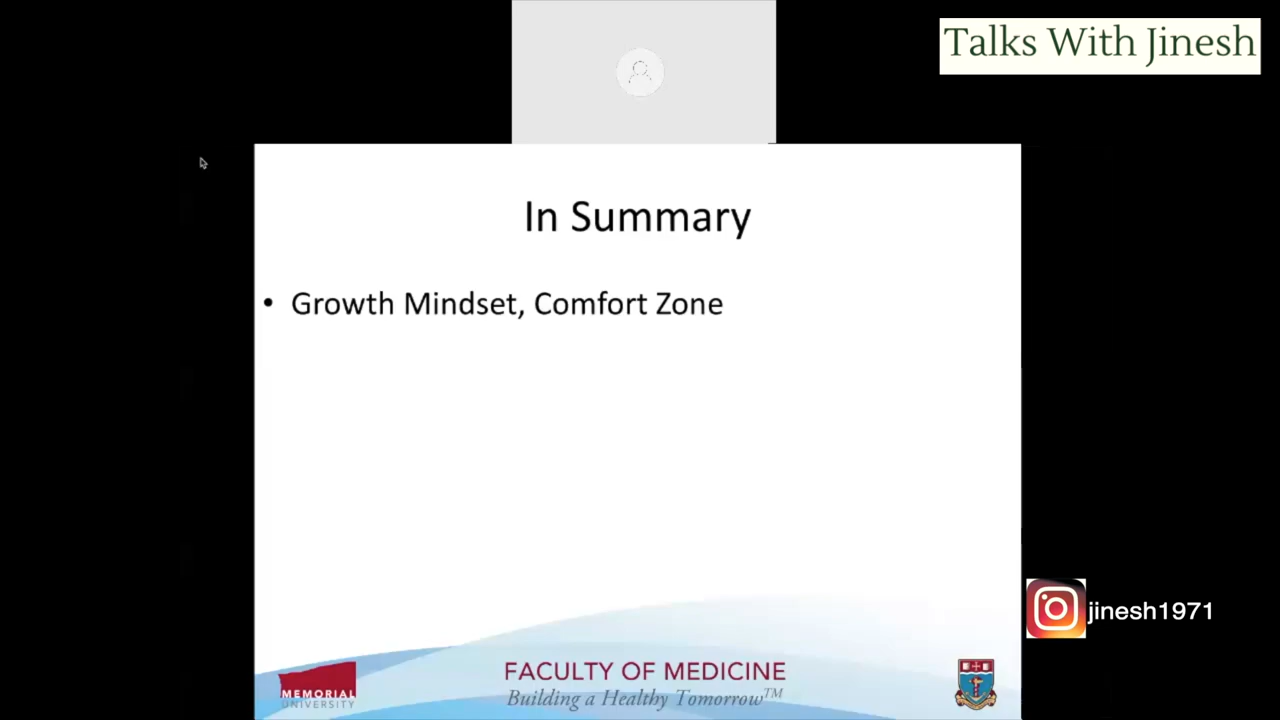 Talks With Jinesh
In Summary
• Growth Mindset, Comfort Zone
jinesh1971
MEMORIAL
UNIVERSITY
FACULTY OF MEDICINE
Building a Healthy Tomorrow™